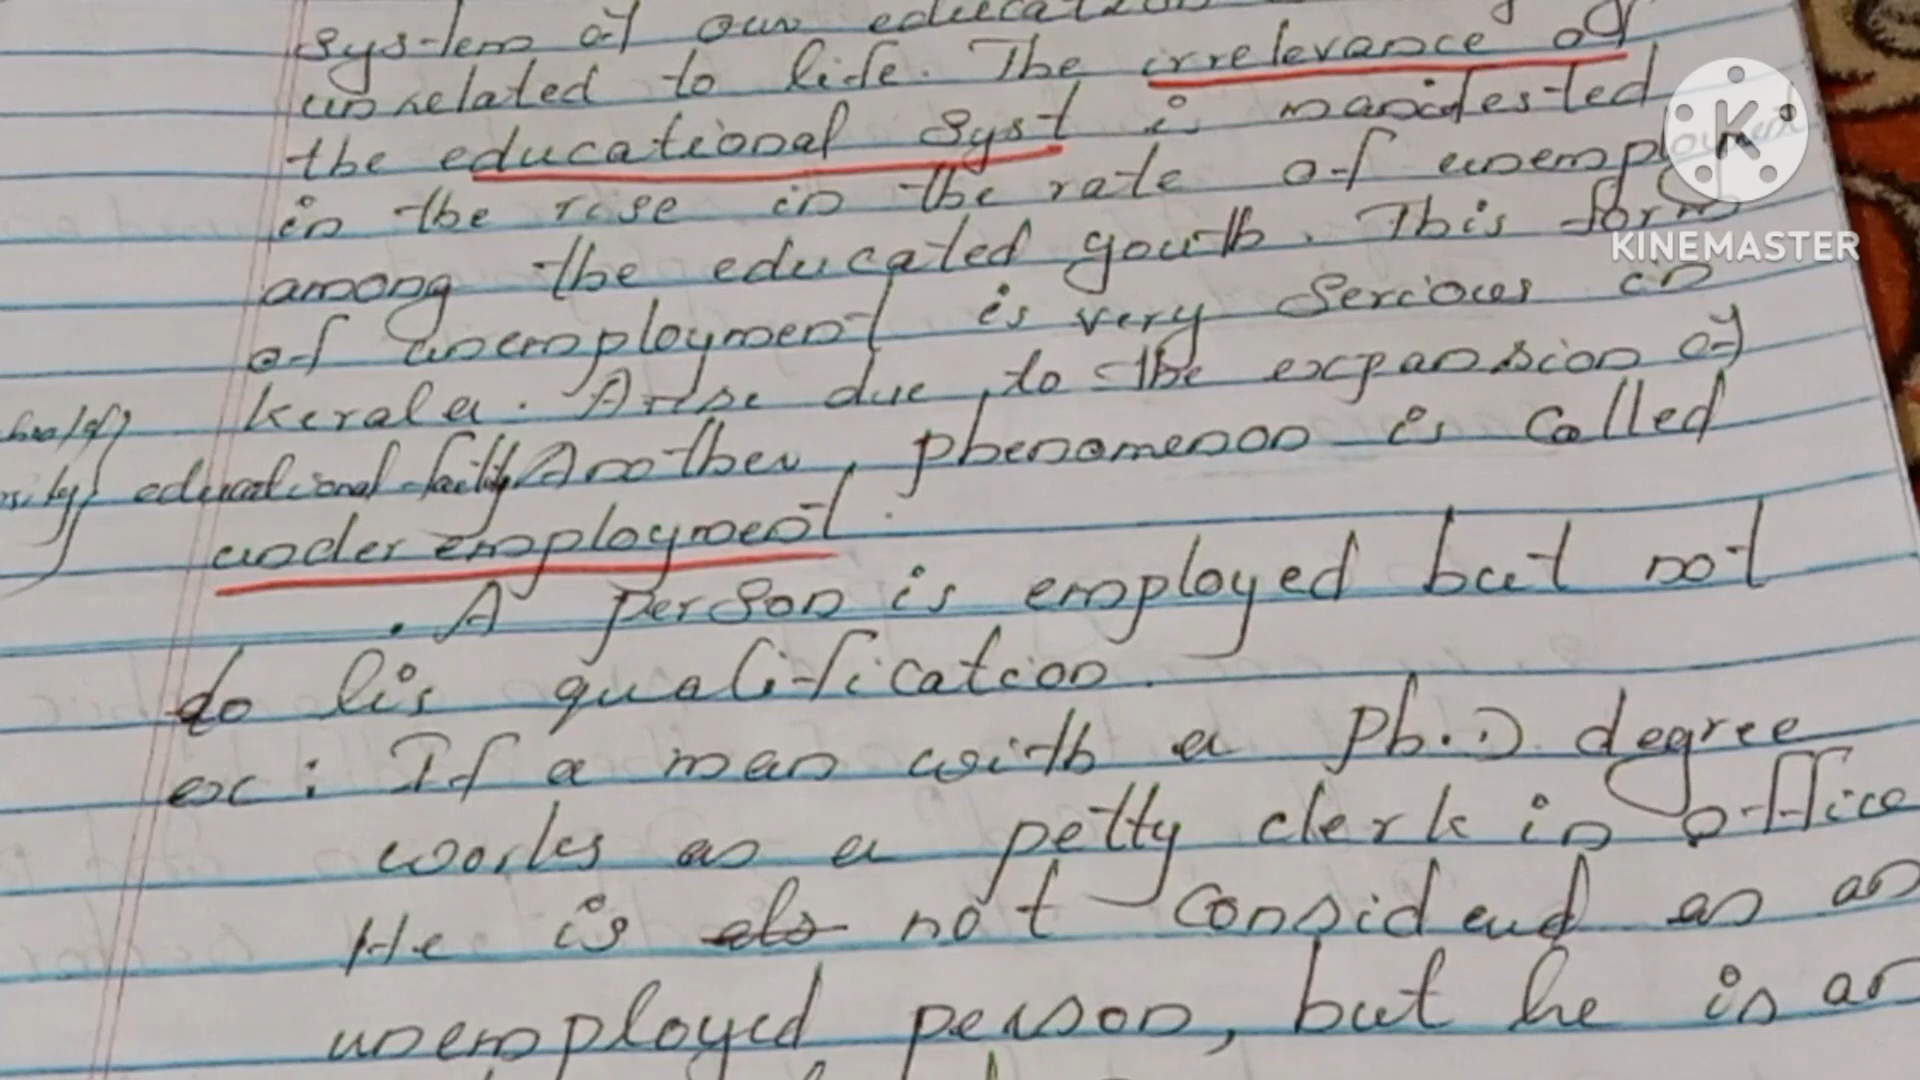 system of our education
unrelated to life. The irrelevance of
the educational syst is manifested
in the rise in the rate of unemployment
among the educated youth. This form
of unemployment is very serious in
Kerala. Arise due to the expansion of
educational facility Another phenomenon is called
under employment.
. A person is employed but not
do his qualification.
ex : If a man with a Ph.D degree
works as a petty clerk in office
He is not considered as an
unemployed person, but he is an
K
KINEMASTER